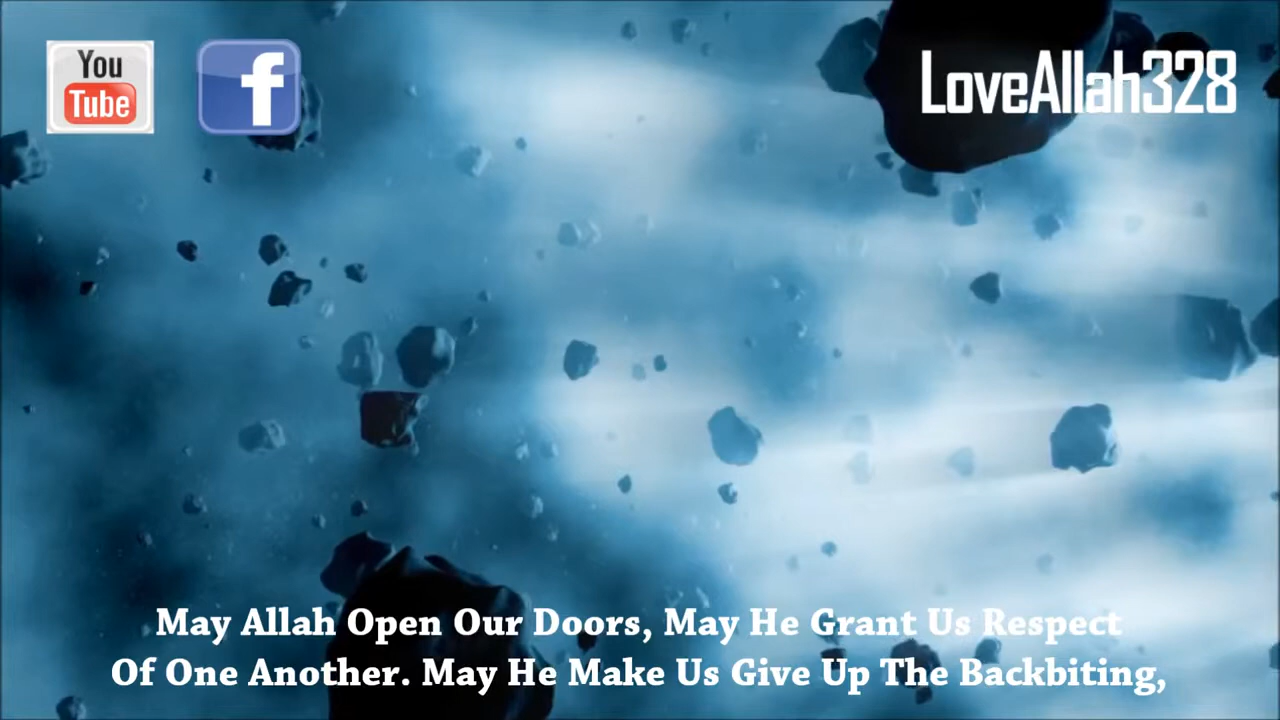 You
Tube
f
LoveAllah328
May Allah Open Our Doors, May He Grant Us Respect
Of One Another. May He Make Us Give Up The Backbiting,